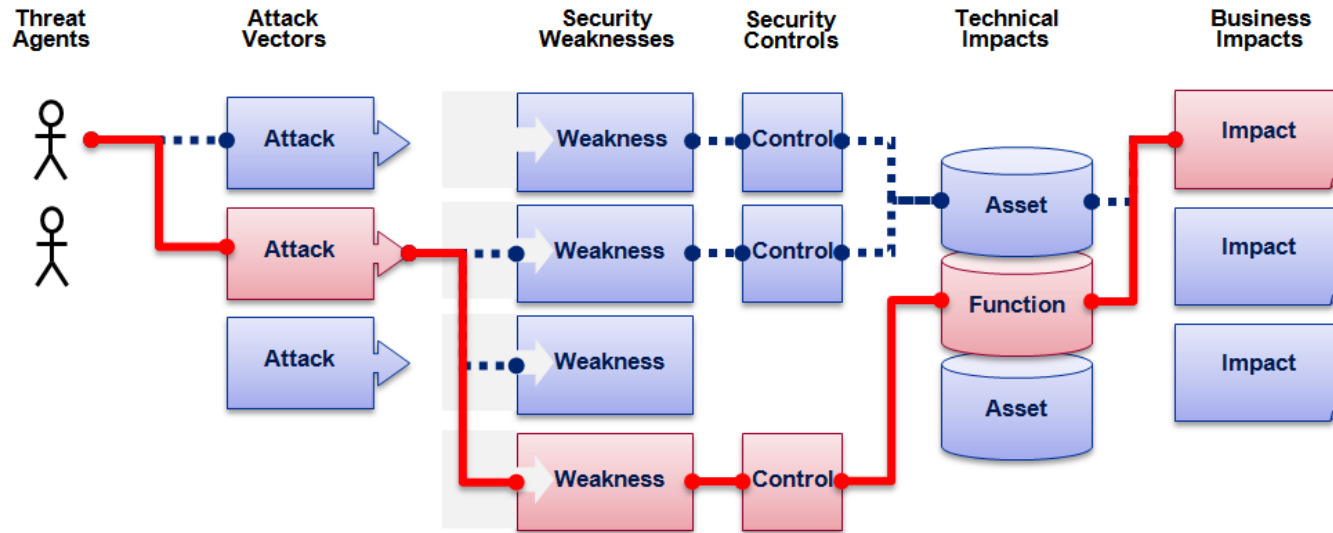 Threat
Agents
Attack
Vectors
Security
Weaknesses
Security
Controls
Technical
Impacts
Business
Impacts
Attack
Weakness
Control
Impact
Asset
Attack
Weakness
Control
Impact
Function
Attack
Weakness
Impact
Asset
Weakness
Control